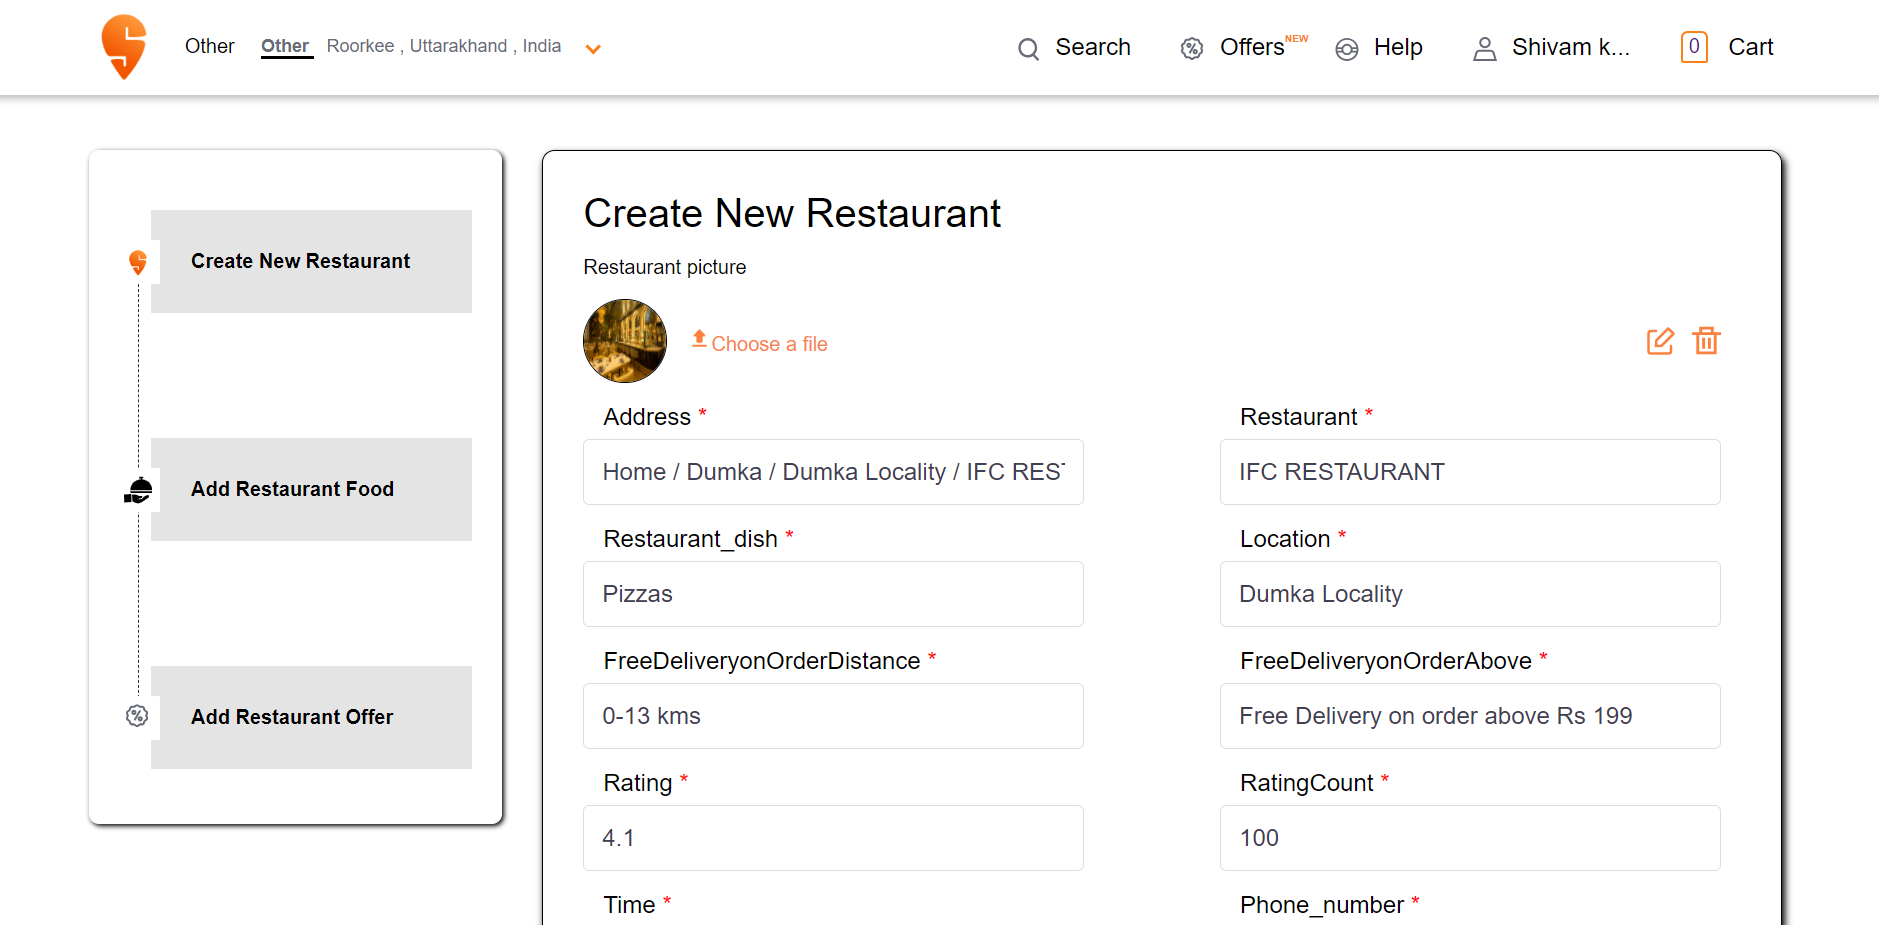 Other Other Roorkee , Uttarakhand , India Search Offers NEW Help Shivam k... 0 Cart
Create New Restaurant
Add Restaurant Food
Add Restaurant Offer
Create New Restaurant
Restaurant picture
Choose a file
Address * Restaurant *
Home / Dumka / Dumka Locality / IFC REST IFC RESTAURANT
Restaurant_dish * Location *
Pizzas Dumka Locality
FreeDeliveryonOrderDistance * FreeDeliveryonOrderAbove *
0-13 kms Free Delivery on order above Rs 199
Rating * RatingCount *
4.1 100
Time * Phone_number *